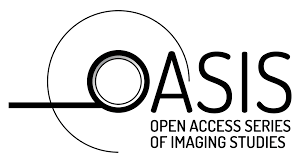 OASIS
OPEN ACCESS SERIES
OF IMAGING STUDIES